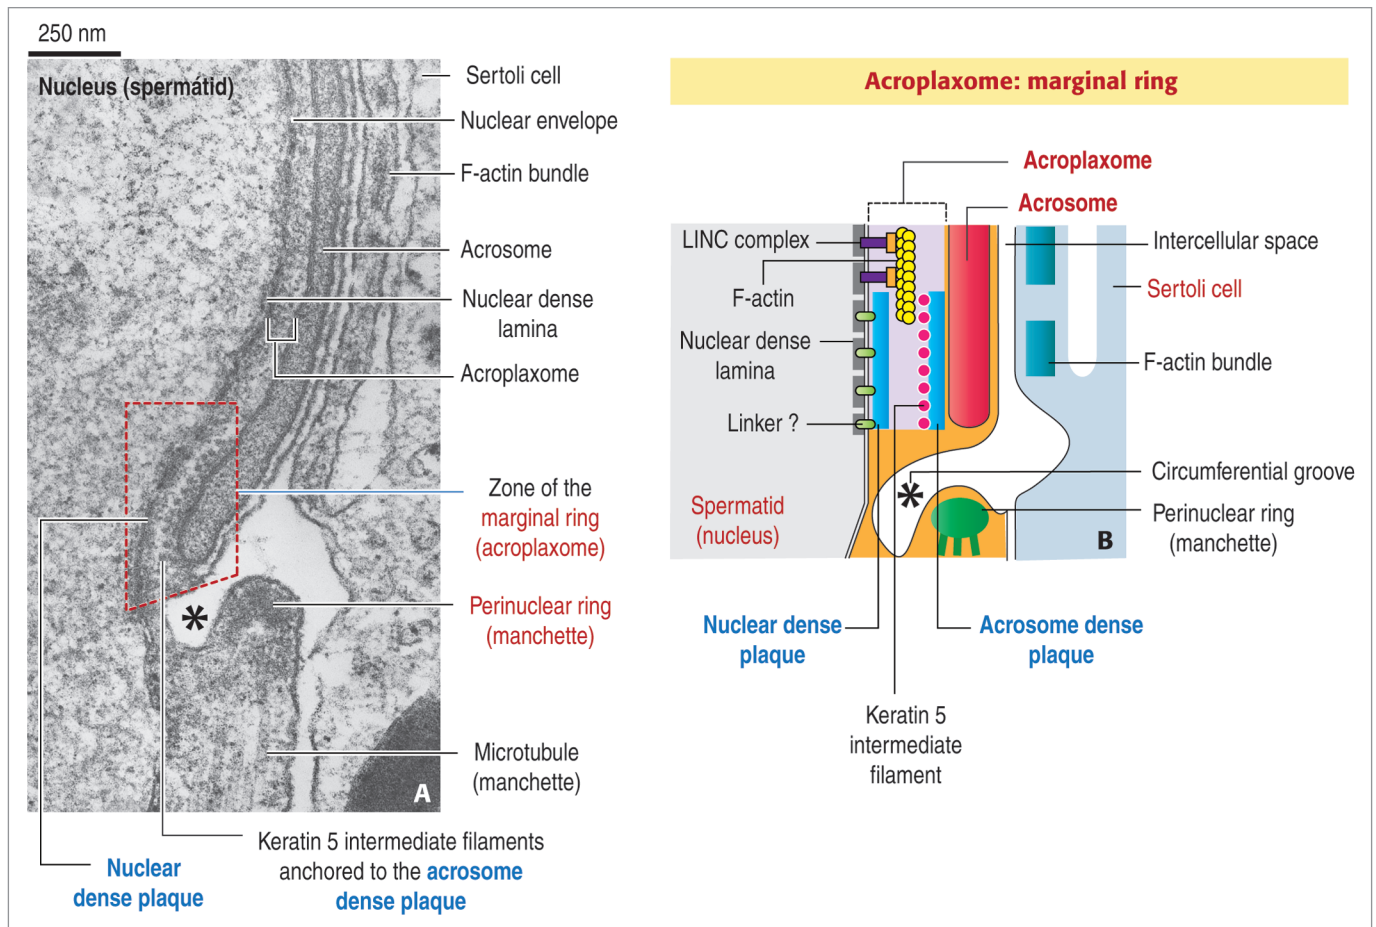 250 nm
Nucleus (spermátid)
Sertoli cell
Nuclear envelope
F-actin bundle
Acrosome
Nuclear dense
lamina
Acroplaxome
Zone of the
marginal ring
(acroplaxome)
Perinuclear ring
(manchette)
*
Microtubule
(manchette)
A
Keratin 5 intermediate filaments
anchored to the acrosome
dense plaque
Nuclear
dense plaque
Acroplaxome: marginal ring
Acroplaxome
Acrosome
LINC complex
Intercellular space
Sertoli cell
F-actin
Nuclear dense
lamina
F-actin bundle
Linker ?
Circumferential groove
*
Spermatid
(nucleus)
Perinuclear ring
(manchette)
B
Nuclear dense
plaque
Acrosome dense
plaque
Keratin 5
intermediate
filament